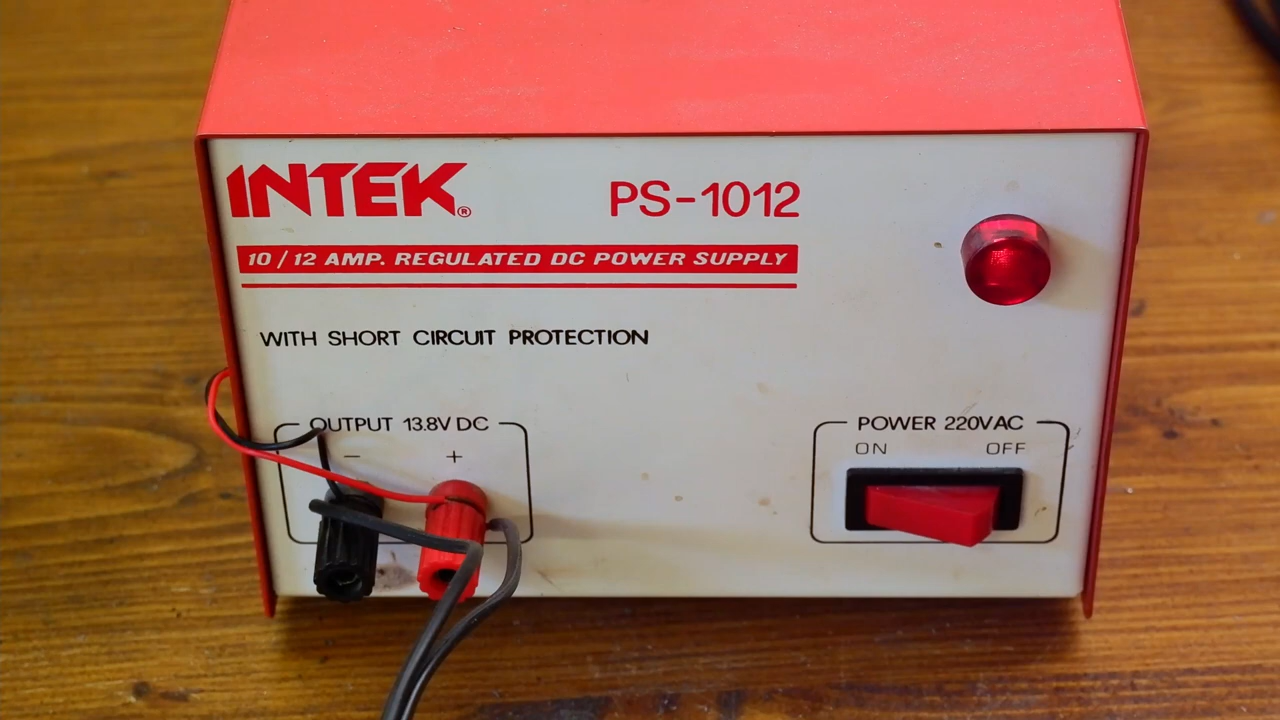 INTEK®
PS-1012
10/12 AMP. REGULATED DC POWER SUPPLY
WITH SHORT CIRCUIT PROTECTION
OUTPUT 13.8V DC
− +
POWER 220VAC
ON OFF